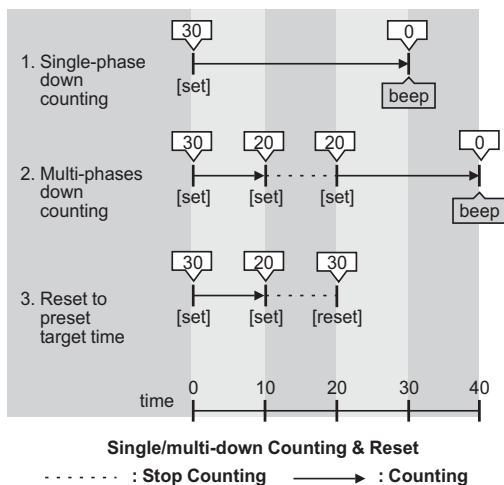 30 0
1. Single-phase
down
counting
[set]
beep
30 20 20 0
2. Multi-phases
down
counting
[set] [set] [set]
beep
30 20 30
3. Reset to
preset
target time
[set] [set] [reset]
time 0 10 20 30 40
Single/multi-down Counting & Reset
: Stop Counting : Counting